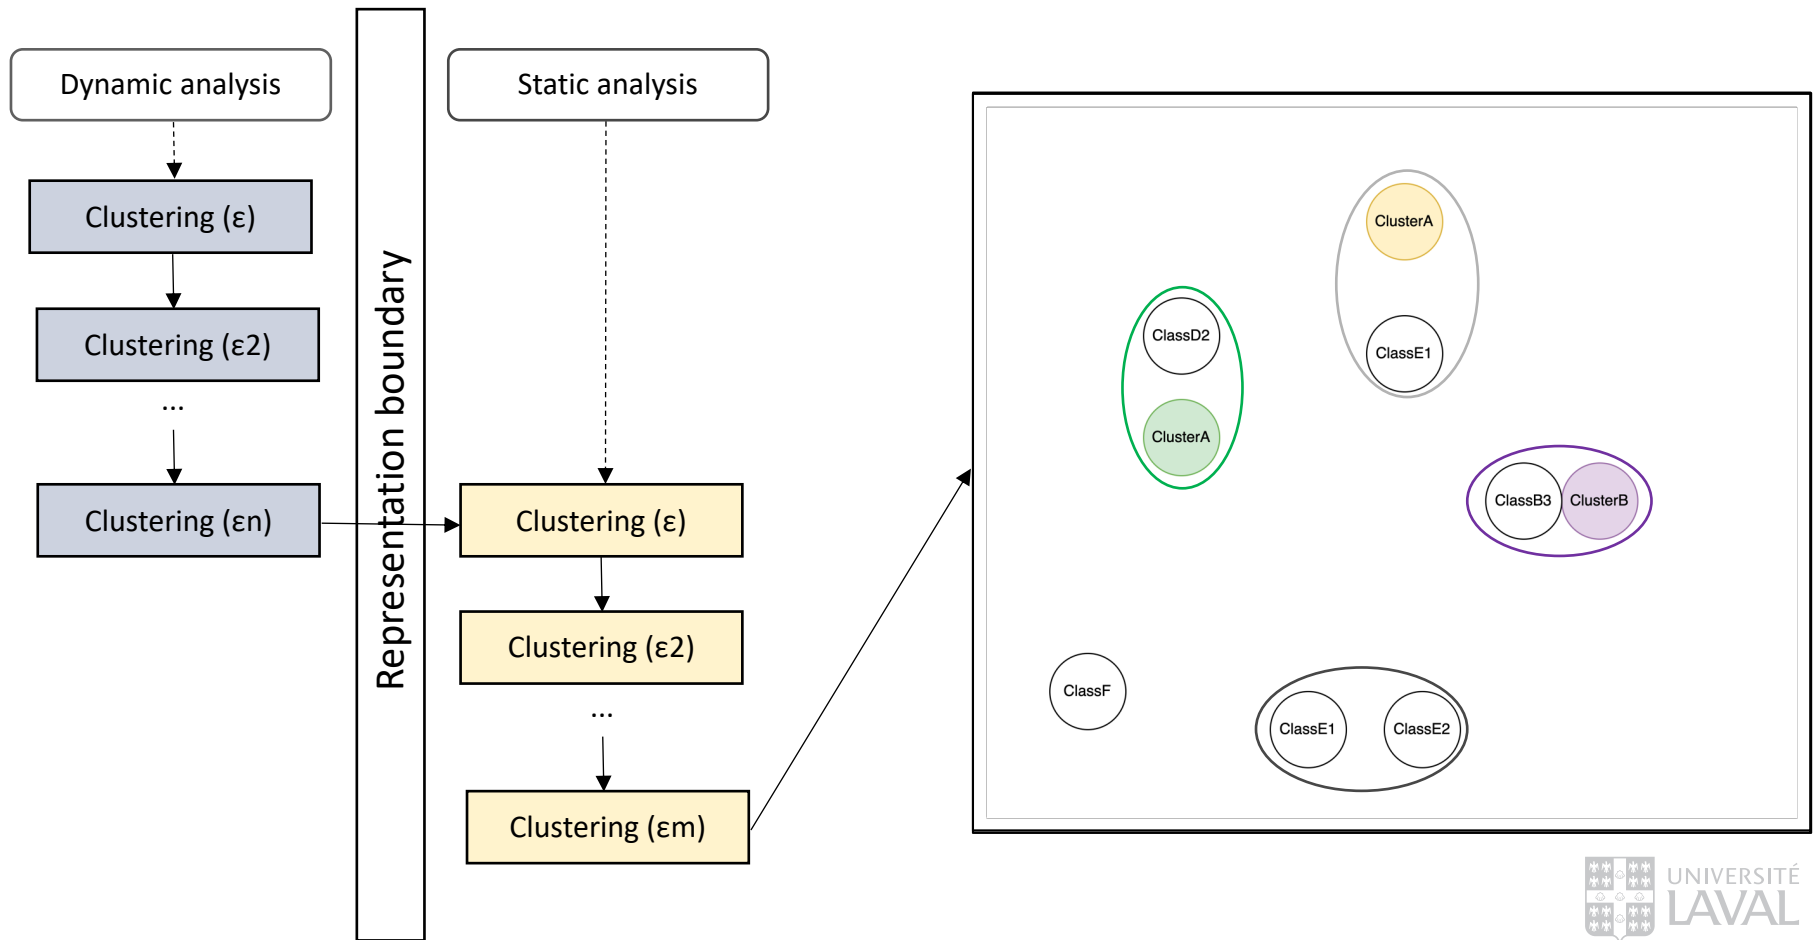 Dynamic analysis
Clustering (ε)
Clustering (ε2)
...
Clustering (εn)
Representation boundary
Static analysis
Clustering (ε)
Clustering (ε2)
...
Clustering (εm)
ClusterA
ClassE1
ClassD2
ClusterA
ClassB3
ClusterB
ClassF
ClassE1
ClassE2
UNIVERSITÉ
LAVAL